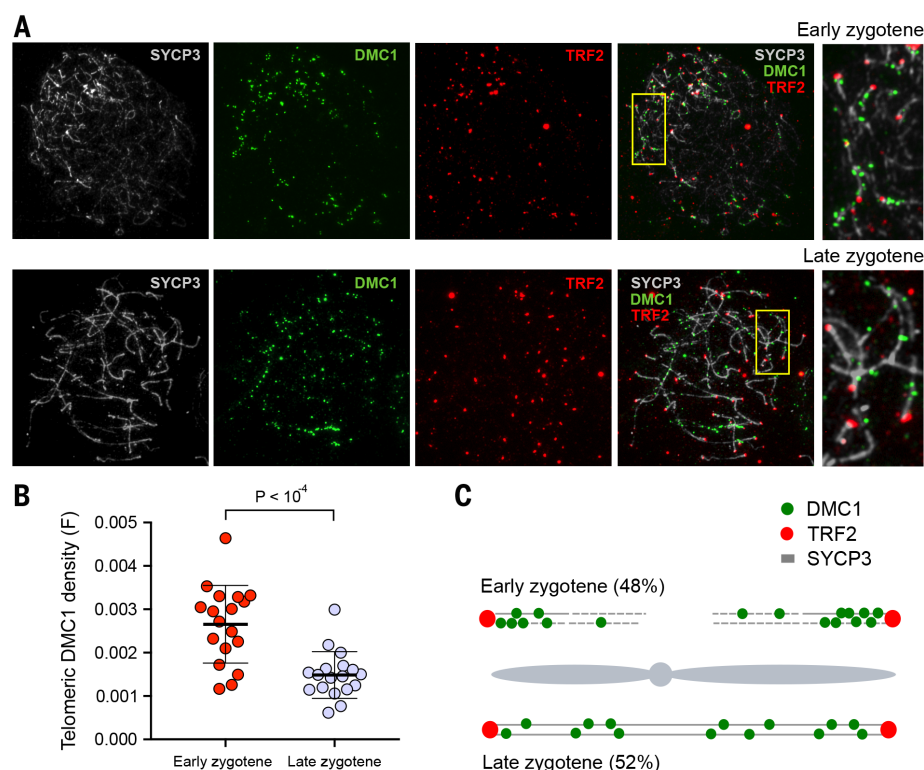 A
Early zygotene
SYCP3
DMC1
TRF2
SYCP3
DMC1
TRF2
Late zygotene
SYCP3
DMC1
TRF2
SYCP3
DMC1
TRF2
B
P < 10⁻⁴
Telomeric DMC1 density (F)
0.005
0.004
0.003
0.002
0.001
0.000
Early zygotene
Late zygotene
C
DMC1
TRF2
SYCP3
Early zygotene (48%)
Late zygotene (52%)